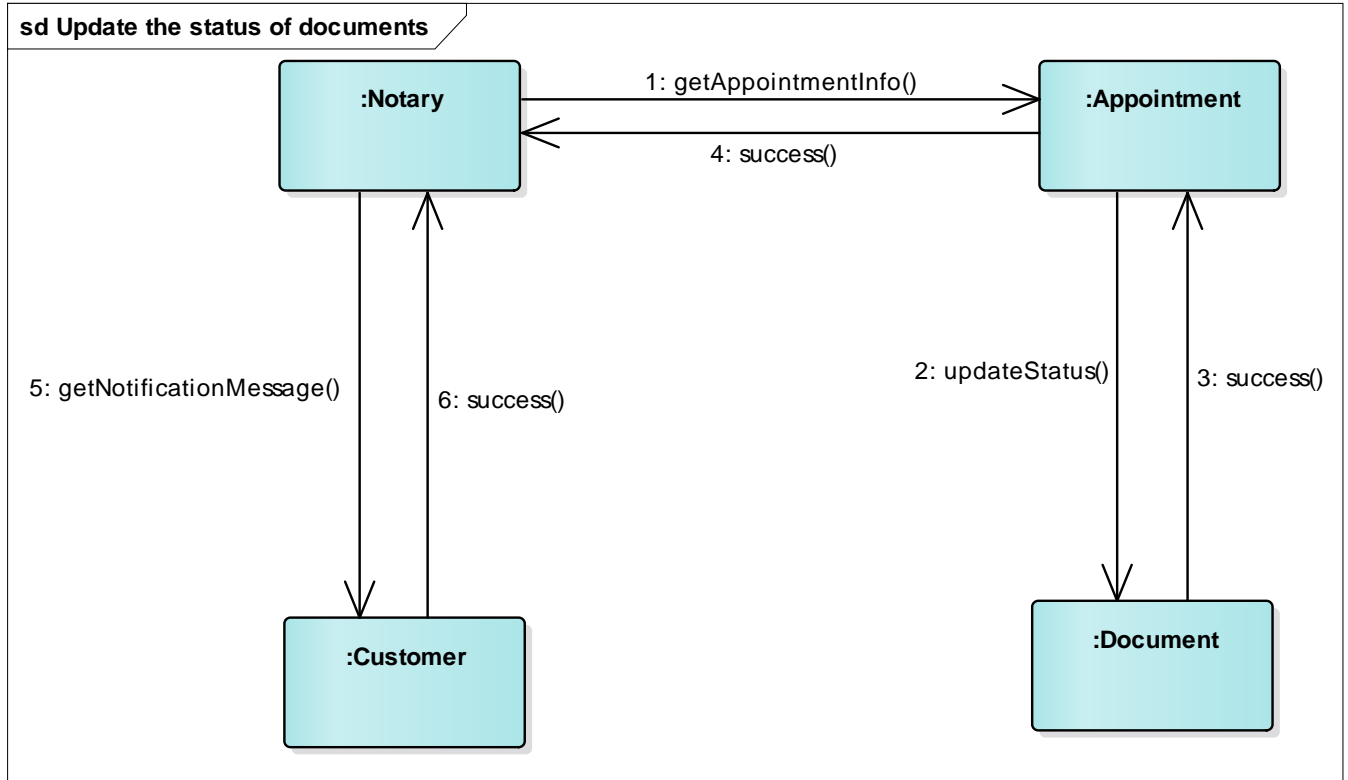 sd Update the status of documents
:Notary
1: getAppointmentInfo()
:Appointment
4: success()
5: getNotificationMessage()
6: success()
2: updateStatus()
3: success()
:Customer
:Document